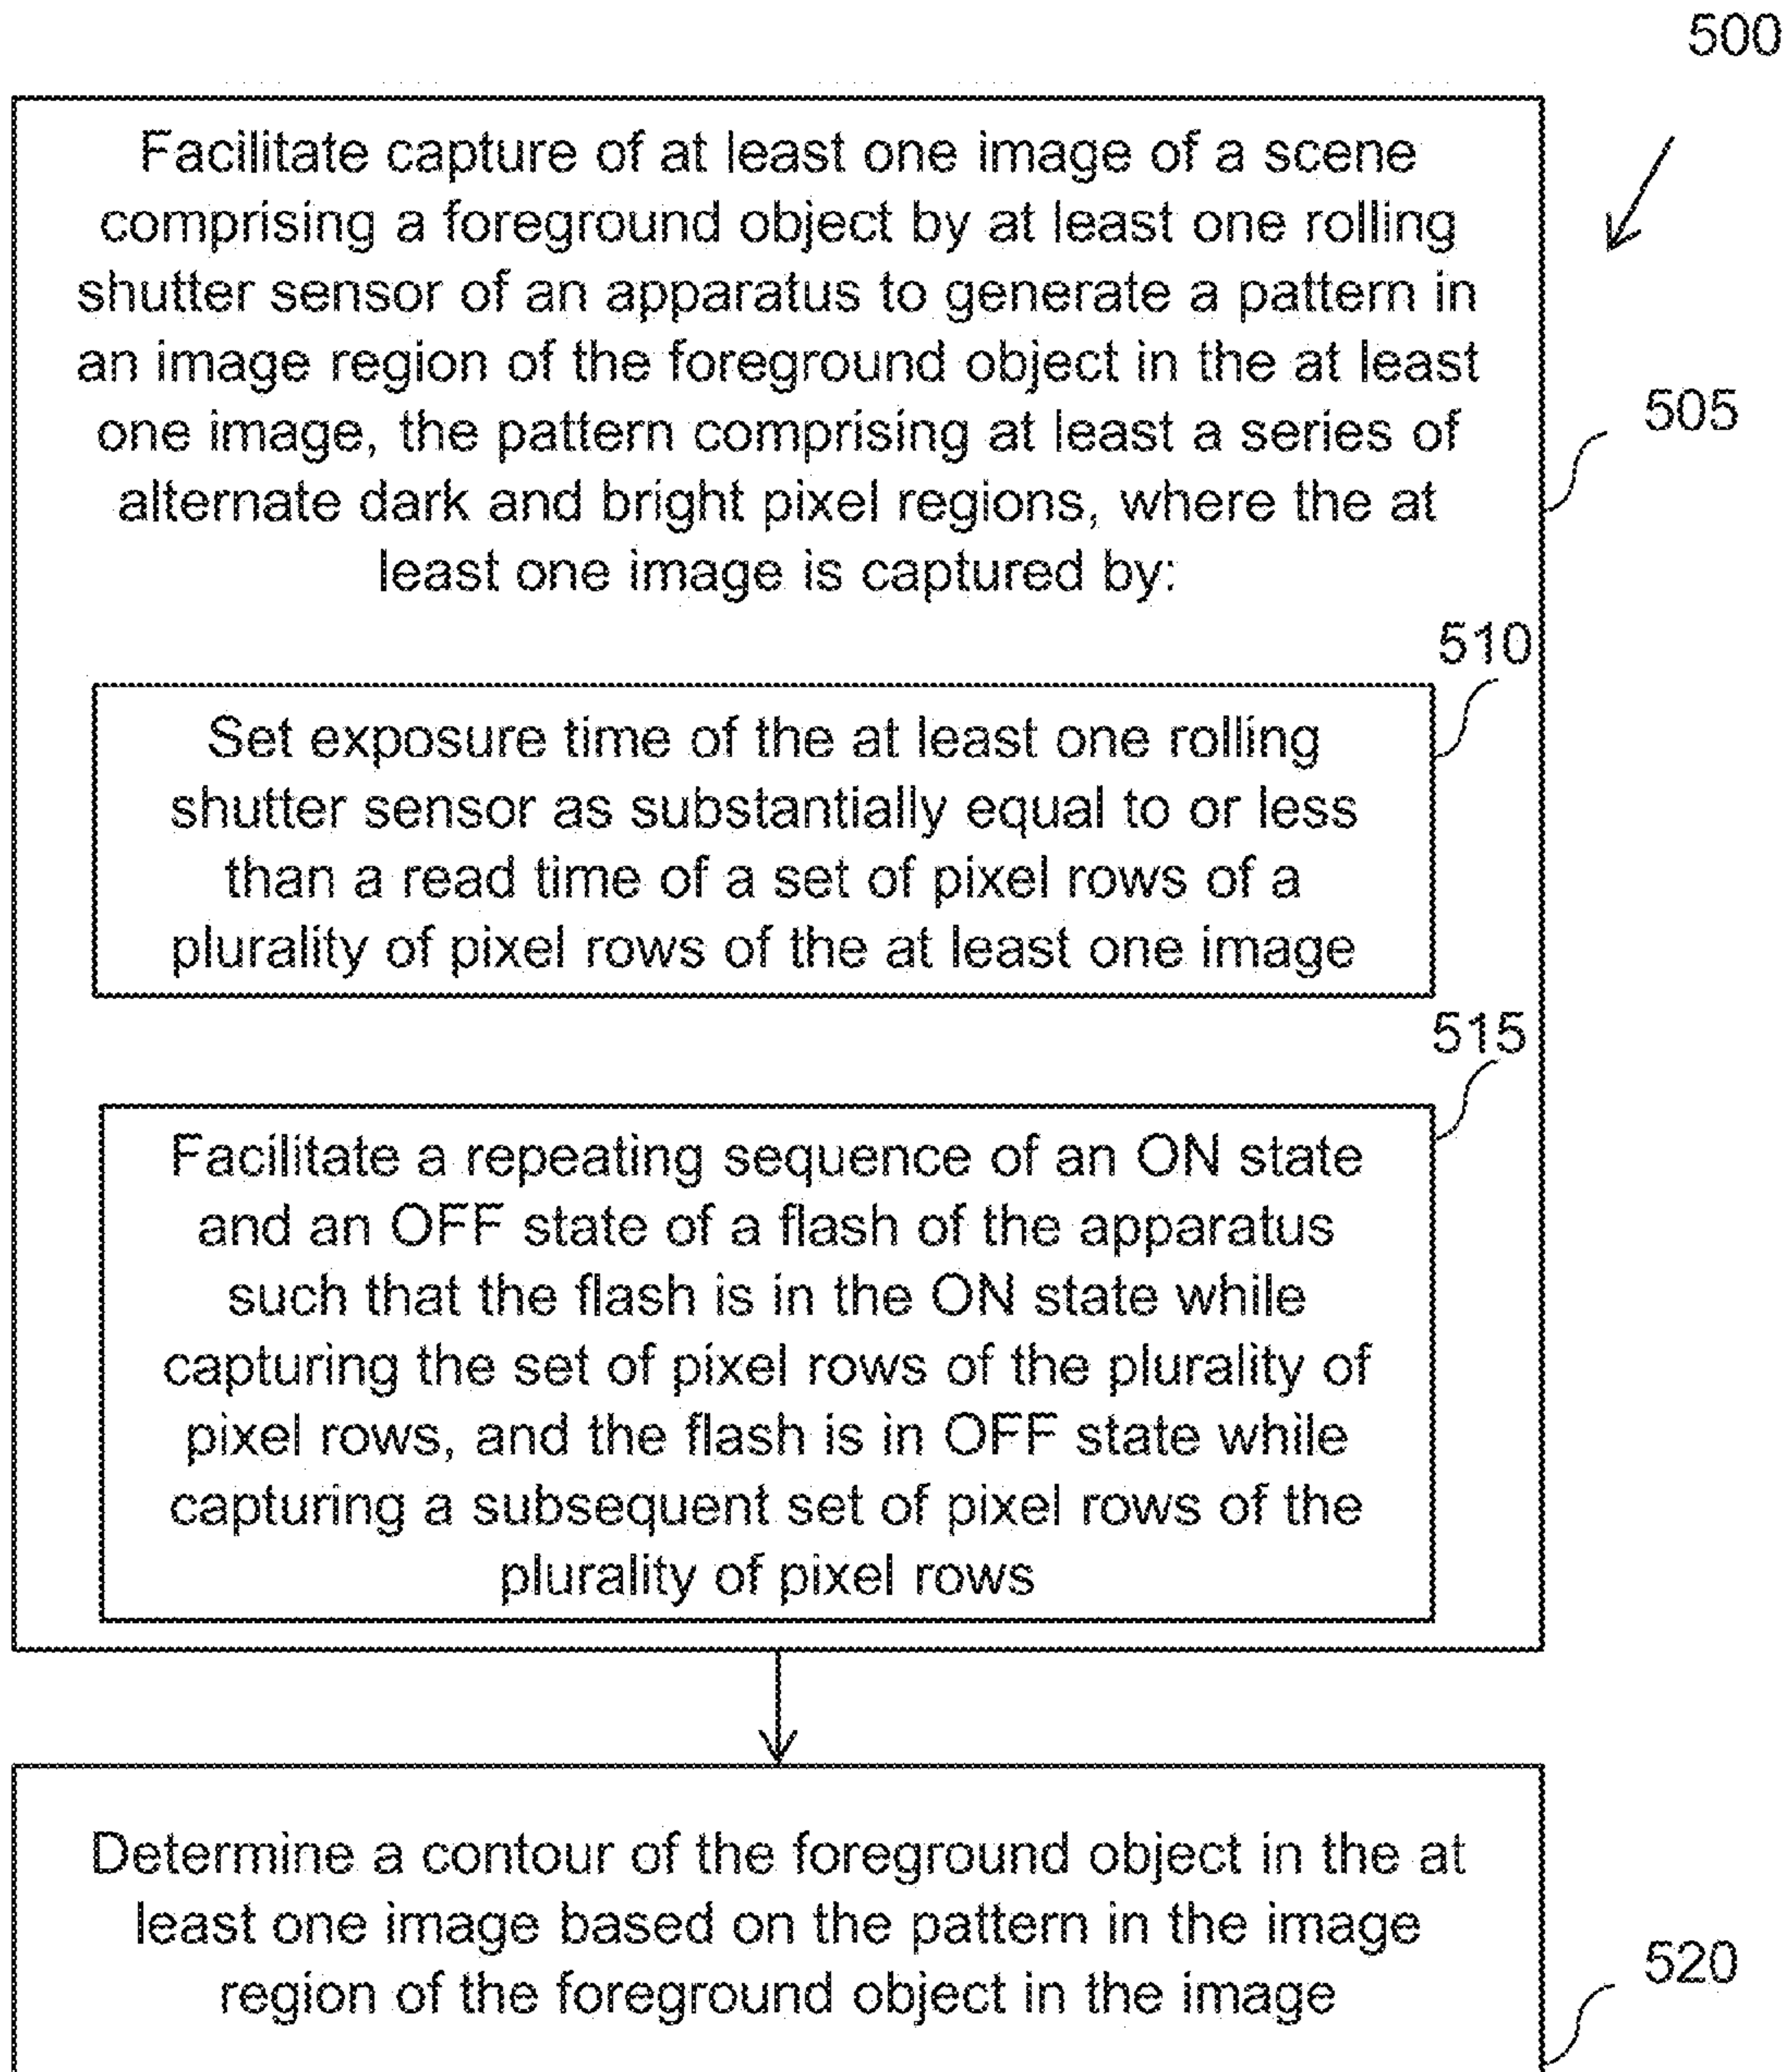 500
Facilitate capture of at least one image of a scene
comprising a foreground object by at least one rolling
shutter sensor of an apparatus to generate a pattern in
an image region of the foreground object in the at least
one image, the pattern comprising at least a series of
alternate dark and bright pixel regions, where the at
least one image is captured by:
505
510
Set exposure time of the at least one rolling
shutter sensor as substantially equal to or less
than a read time of a set of pixel rows of a
plurality of pixel rows of the at least one image
515
Facilitate a repeating sequence of an ON state
and an OFF state of a flash of the apparatus
such that the flash is in the ON state while
capturing the set of pixel rows of the plurality of
pixel rows, and the flash is in OFF state while
capturing a subsequent set of pixel rows of the
plurality of pixel rows
Determine a contour of the foreground object in the at
least one image based on the pattern in the image
region of the foreground object in the image
520